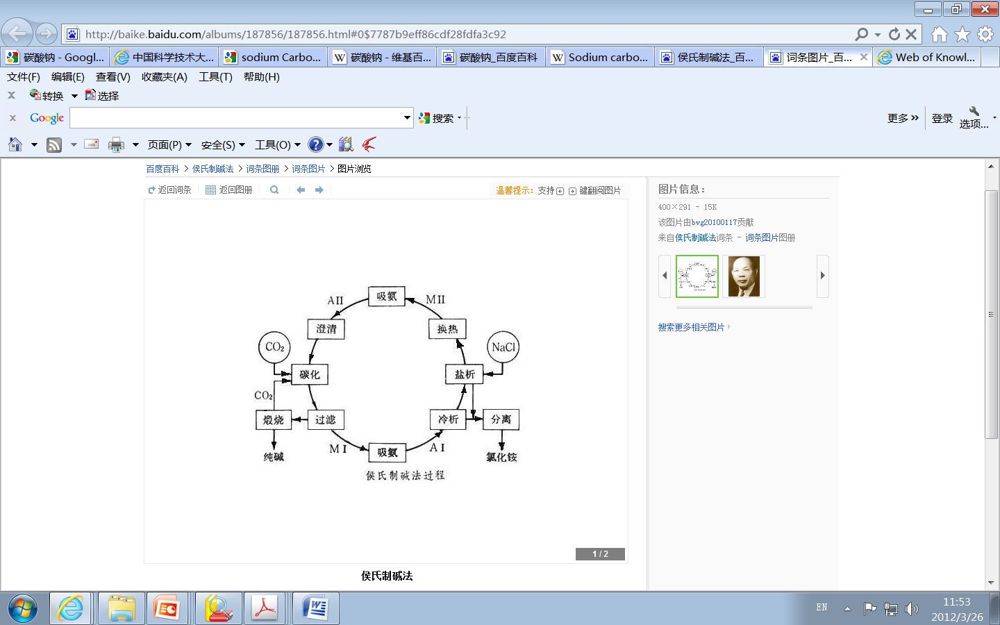 http://baike.baidu.com/albums/187856/187856.html#0$7787b9eff86cdf28fdfa3c92
碳酸钠 - Googl...
中国科学技术大...
sodium Carbo...
碳酸钠 - 维基百...
碳酸钠_百度百科
Sodium carbo...
侯氏制碱法_百...
词条图片_百...
Web of Knowl...
文件(F) 编辑(E) 查看(V) 收藏夹(A) 工具(T) 帮助(H)
转换 选择
Google 搜索 更多 » 登录 选项...
页面(P) 安全(S) 工具(O)
百度百科 > 侯氏制碱法 > 词条图册 > 词条图片 > 图片浏览
返回词条 返回图册 温馨提示：支持 键翻阅图片
吸氨
AII
MII
澄清
换热
CO₂
NaCl
碳化
盐析
CO₂
煅烧
过滤
冷析
分离
MI
吸氨
AI
纯碱
氯化铵
侯氏制碱法过程
1 / 2
侯氏制碱法
图片信息：
400×291 - 15K
该图片由bvg20100117贡献
来自侯氏制碱法词条 - 词条图片图册
搜索更多相关图片
EN
11:53
2012/3/26